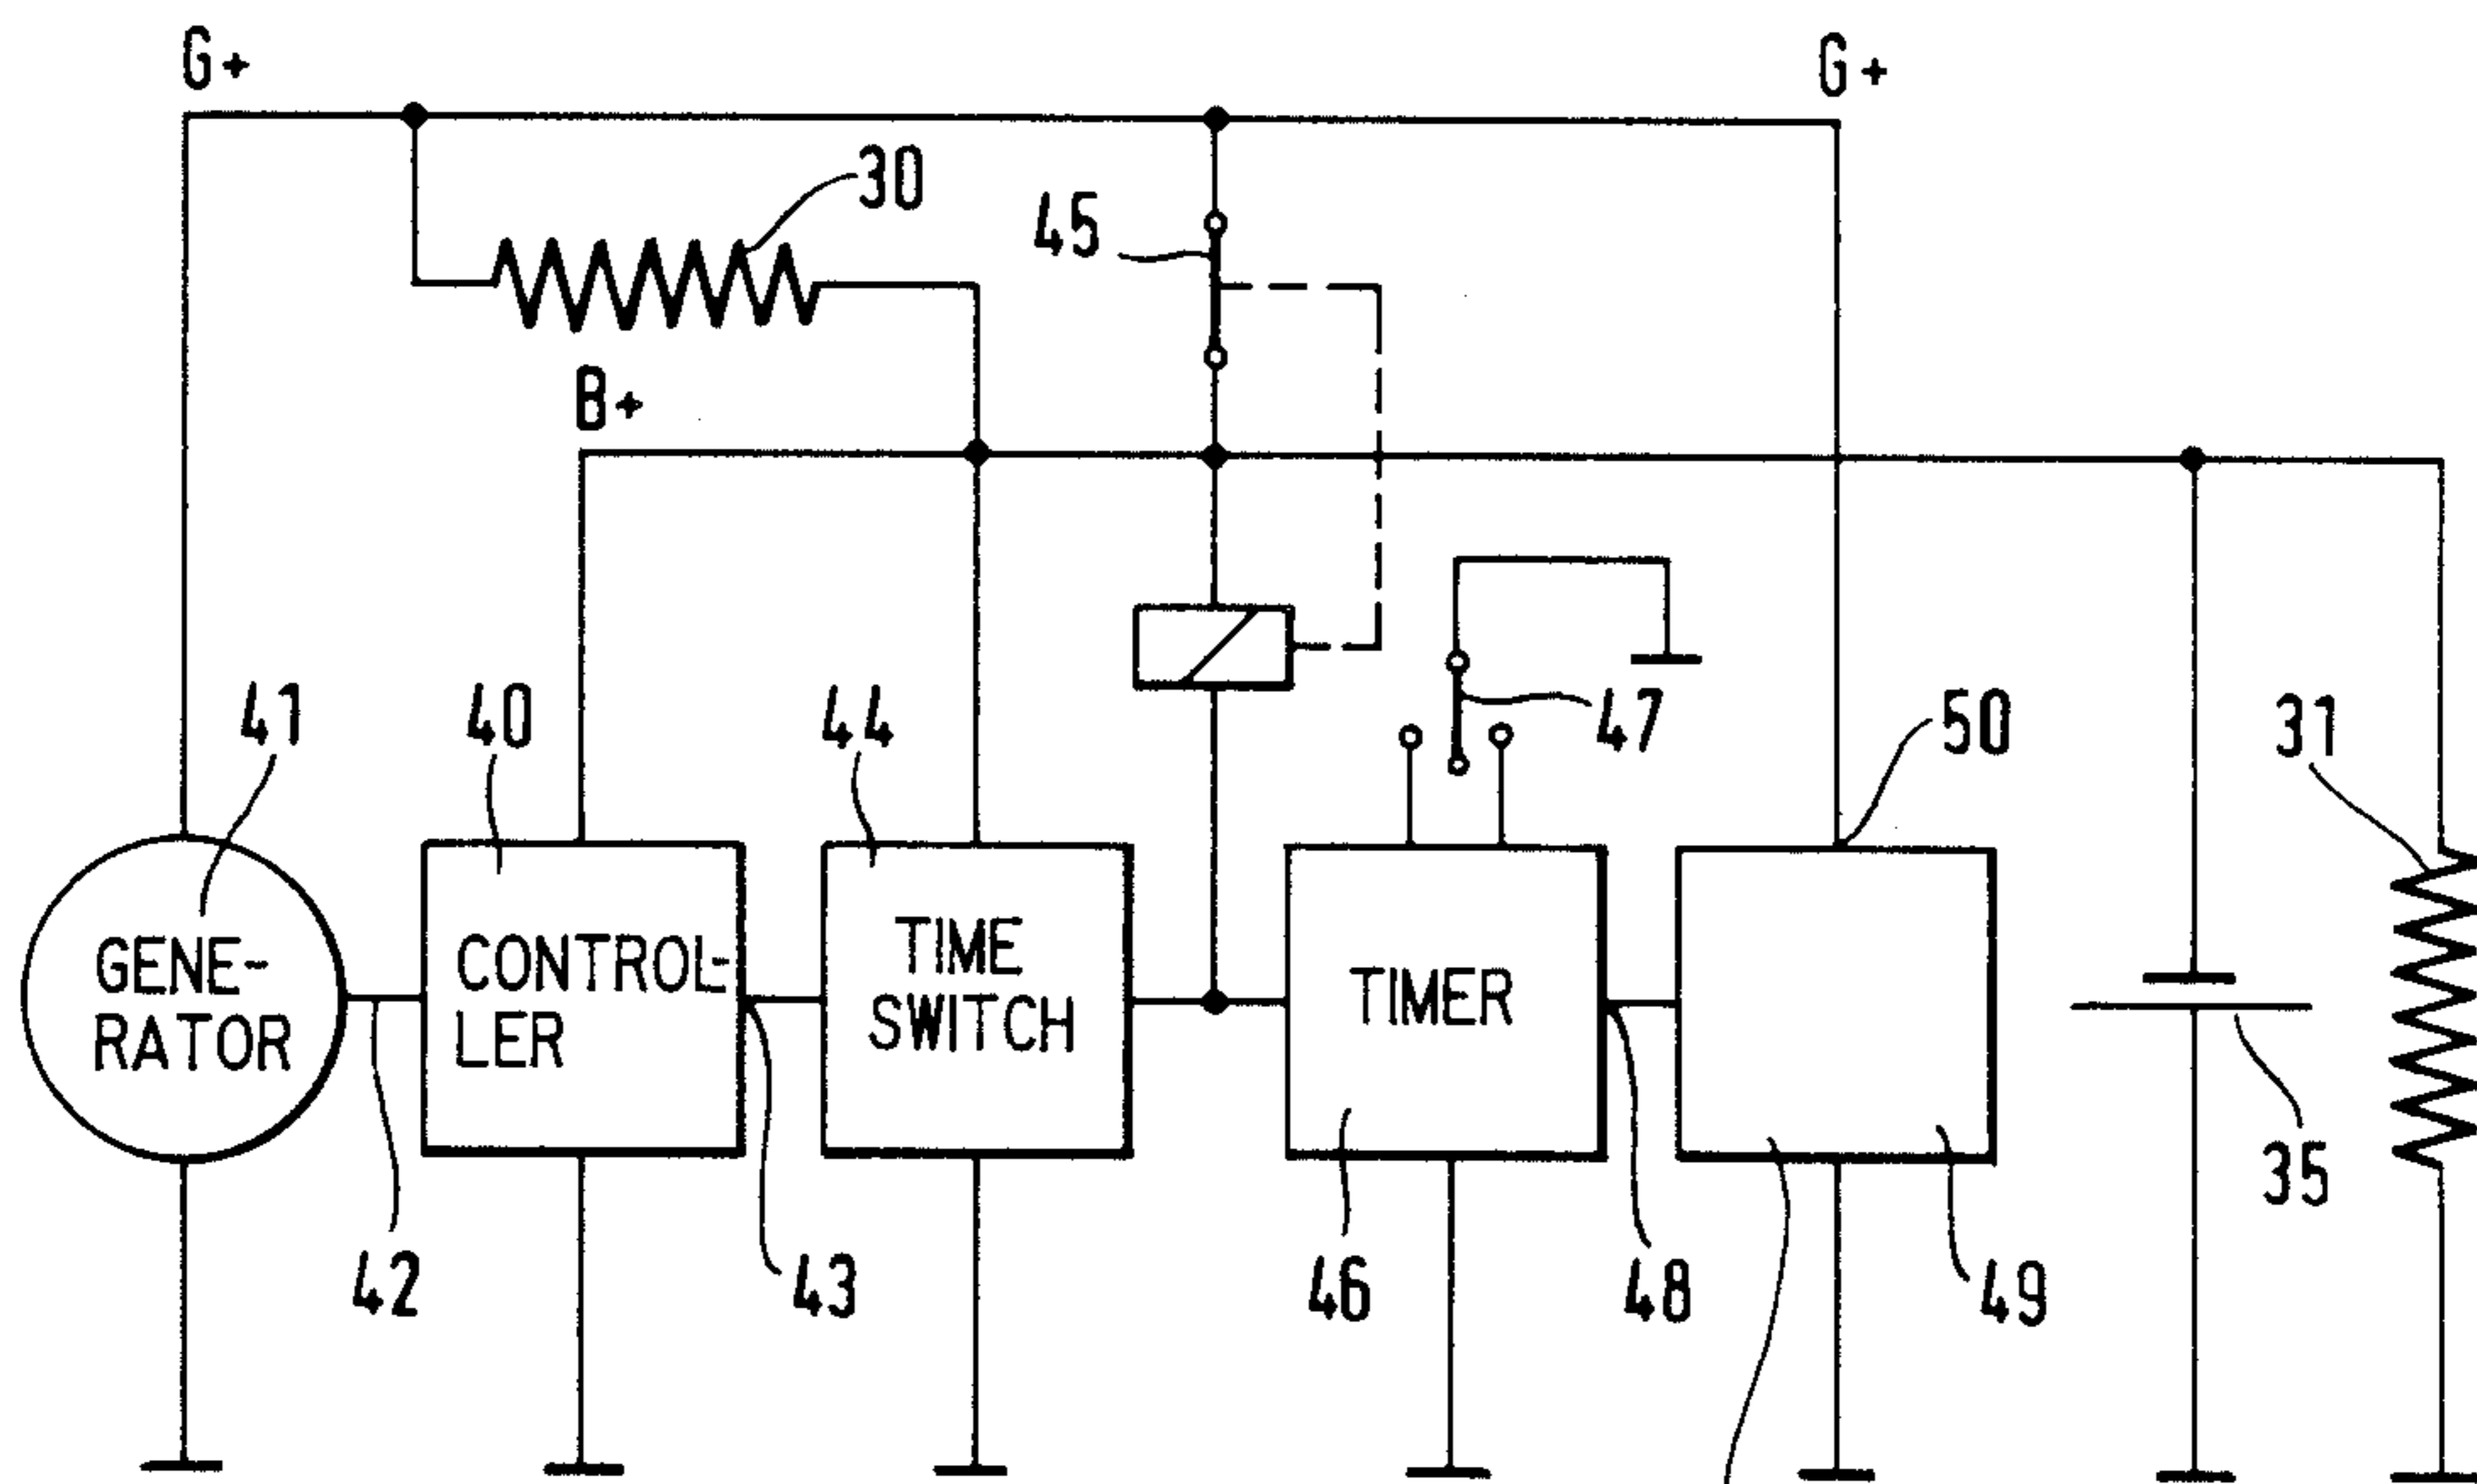 G+
G+
30
45
B+
41
40
44
47
50
31
GENE-
RATOR
CONTROL-
LER
TIME
SWITCH
TIMER
42
43
46
48
49
35